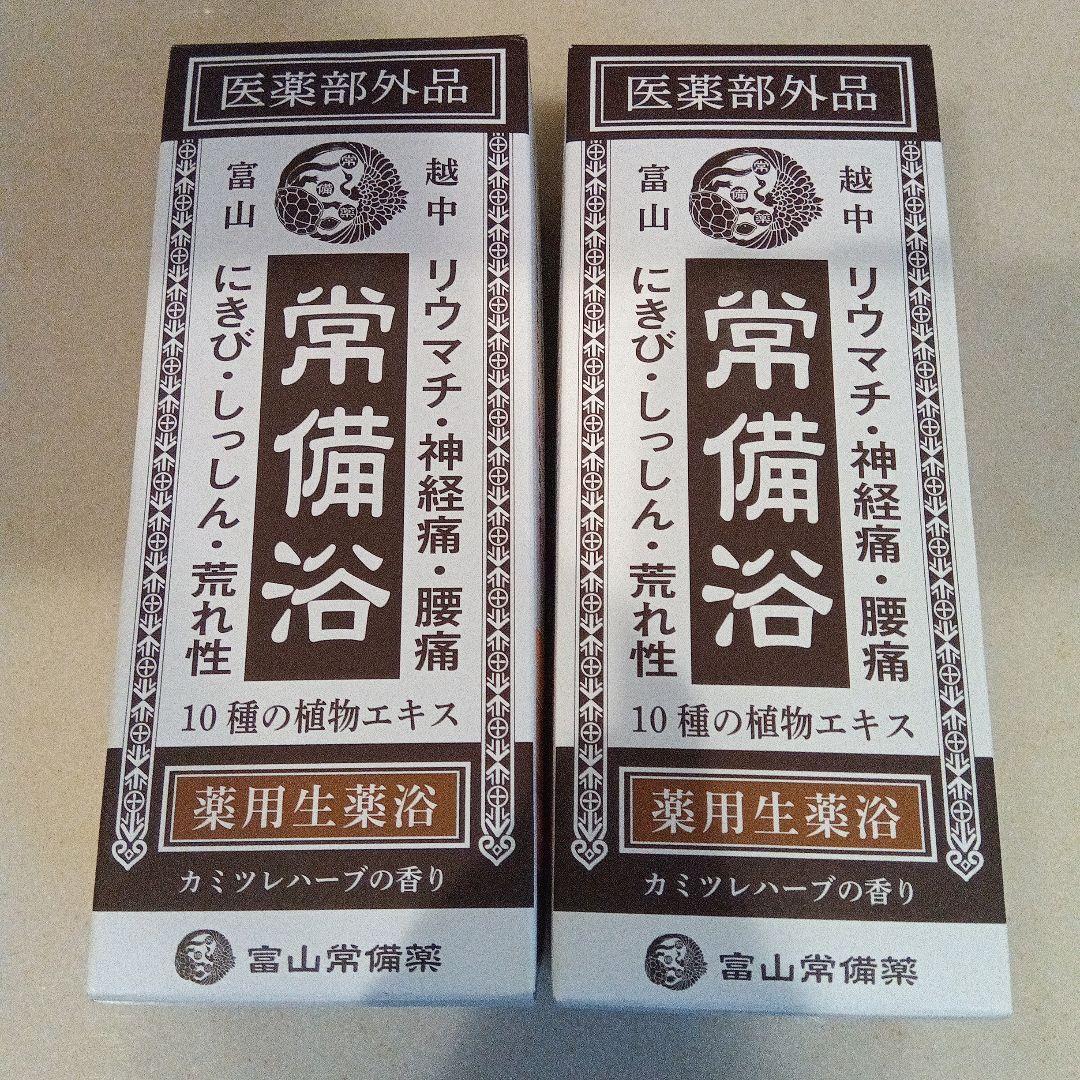 医薬部外品
越中
富山
常備薬
リウマチ・神経痛・腰痛
常備浴
にきび・しっしん・荒れ性
10種の植物エキス
薬用生薬浴
カミツレハーブの香り
富山常備薬
医薬部外品
越中
富山
常備薬
リウマチ・神経痛・腰痛
常備浴
にきび・しっしん・荒れ性
10種の植物エキス
薬用生薬浴
カミツレハーブの香り
富山常備薬